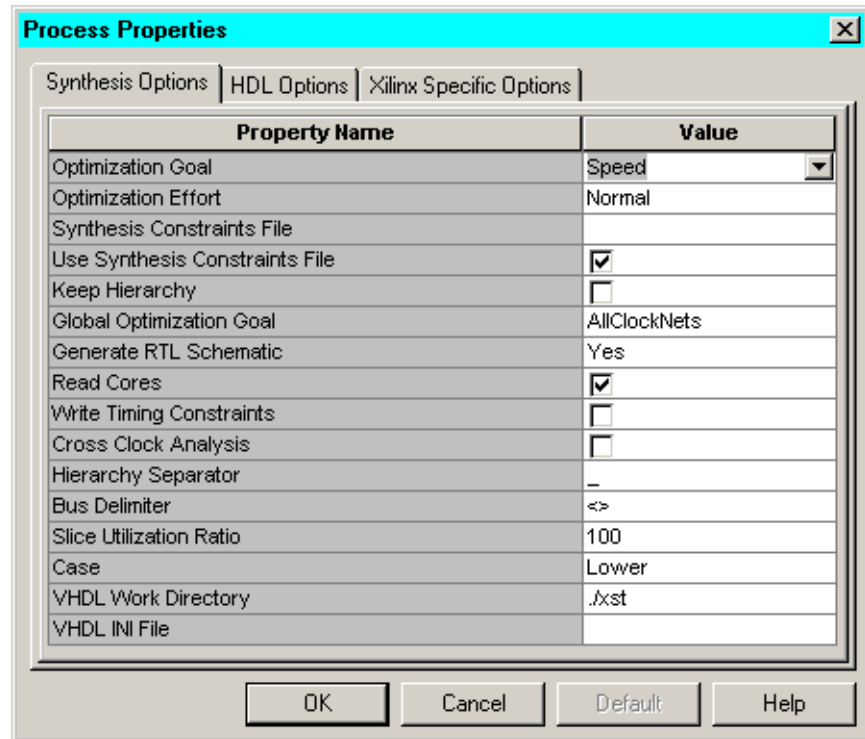 Process Properties
Synthesis Options HDL Options Xilinx Specific Options
Property Name Value
Optimization Goal Speed
Optimization Effort Normal
Synthesis Constraints File
Use Synthesis Constraints File
Keep Hierarchy
Global Optimization Goal AllClockNets
Generate RTL Schematic Yes
Read Cores
Write Timing Constraints
Cross Clock Analysis
Hierarchy Separator _
Bus Delimiter <>
Slice Utilization Ratio 100
Case Lower
VHDL Work Directory ./xst
VHDL INI File
OK Cancel Default Help